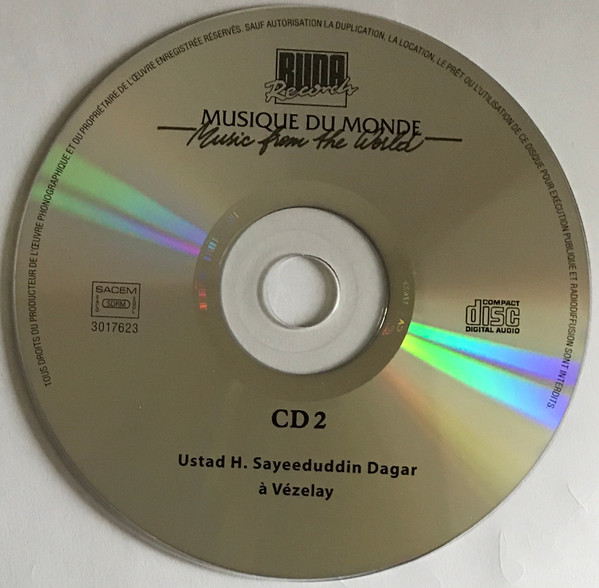 TOUS DROITS DU PRODUCTEUR DE L'ŒUVRE PHONOGRAPHIQUE ET DU PROPRIÉTAIRE DE L'ŒUVRE ENREGISTRÉE RÉSERVÉS. SAUF AUTORISATION LA DUPLICATION, LA LOCATION, LE PRÊT OU L'UTILISATION DE CE DISQUE POUR EXÉCUTION PUBLIQUE ET RADIODIFFUSION SONT INTERDITS.
BUDA
Records
MUSIQUE DU MONDE
Music from the World
SACEM
SDRM
3017623
COMPACT
disc
DIGITAL AUDIO
CD 2
Ustad H. Sayeeduddin Dagar
à Vézelay